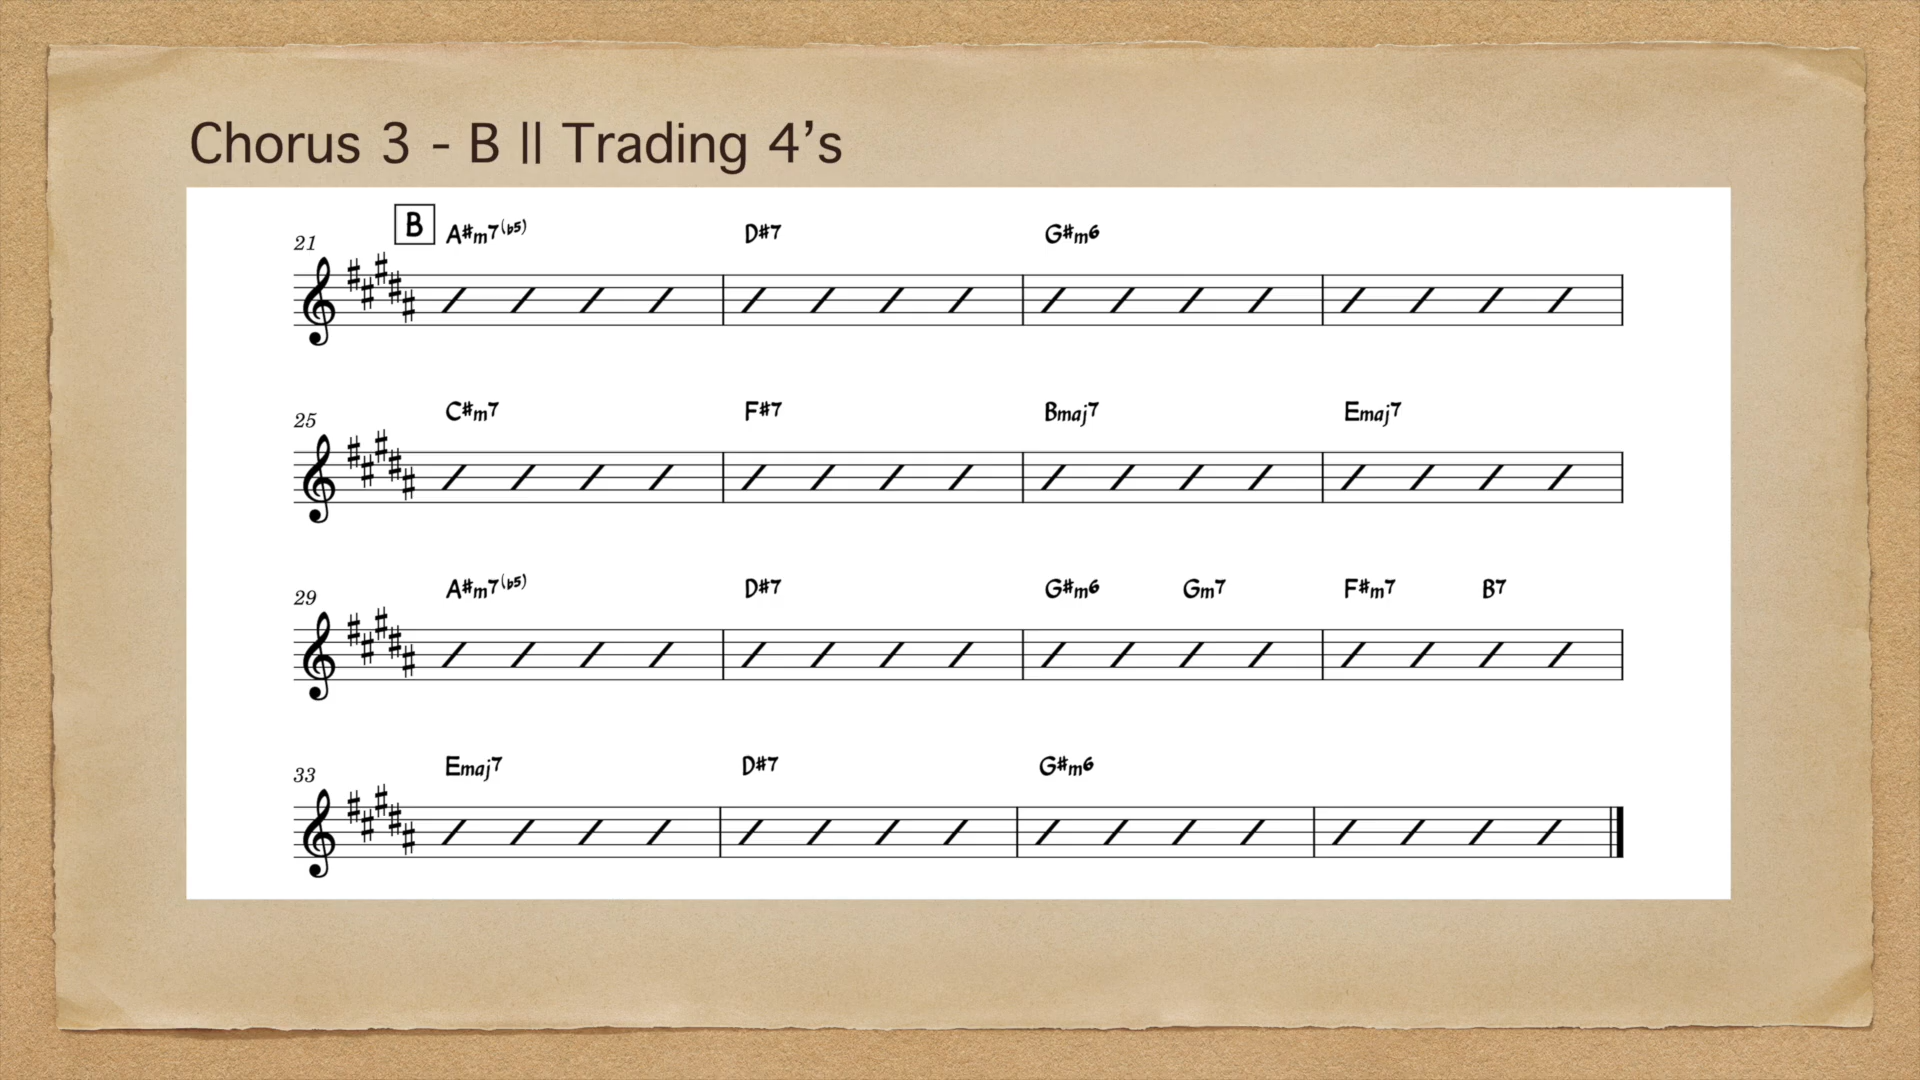 Chorus 3 - B || Trading 4’s
21 B A#m7(b5) D#7 G#m6
25 C#m7 F#7 Bmaj7 Emaj7
29 A#m7(b5) D#7 G#m6 Gm7 F#m7 B7
33 Emaj7 D#7 G#m6